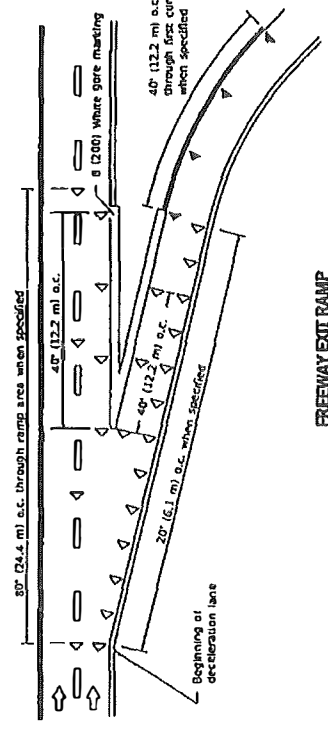 80' (24.4 m) o.c. through ramp area when specified
40' (12.2 m) o.c.
8 (200) White gore marking
40' (12.2 m) o.c.
through first cur
when specified
40' (12.2 m) o.c.
20' (6.1 m) o.c. when specified
Beginning of
deceleration lane
FREEWAY EXIT RAMP